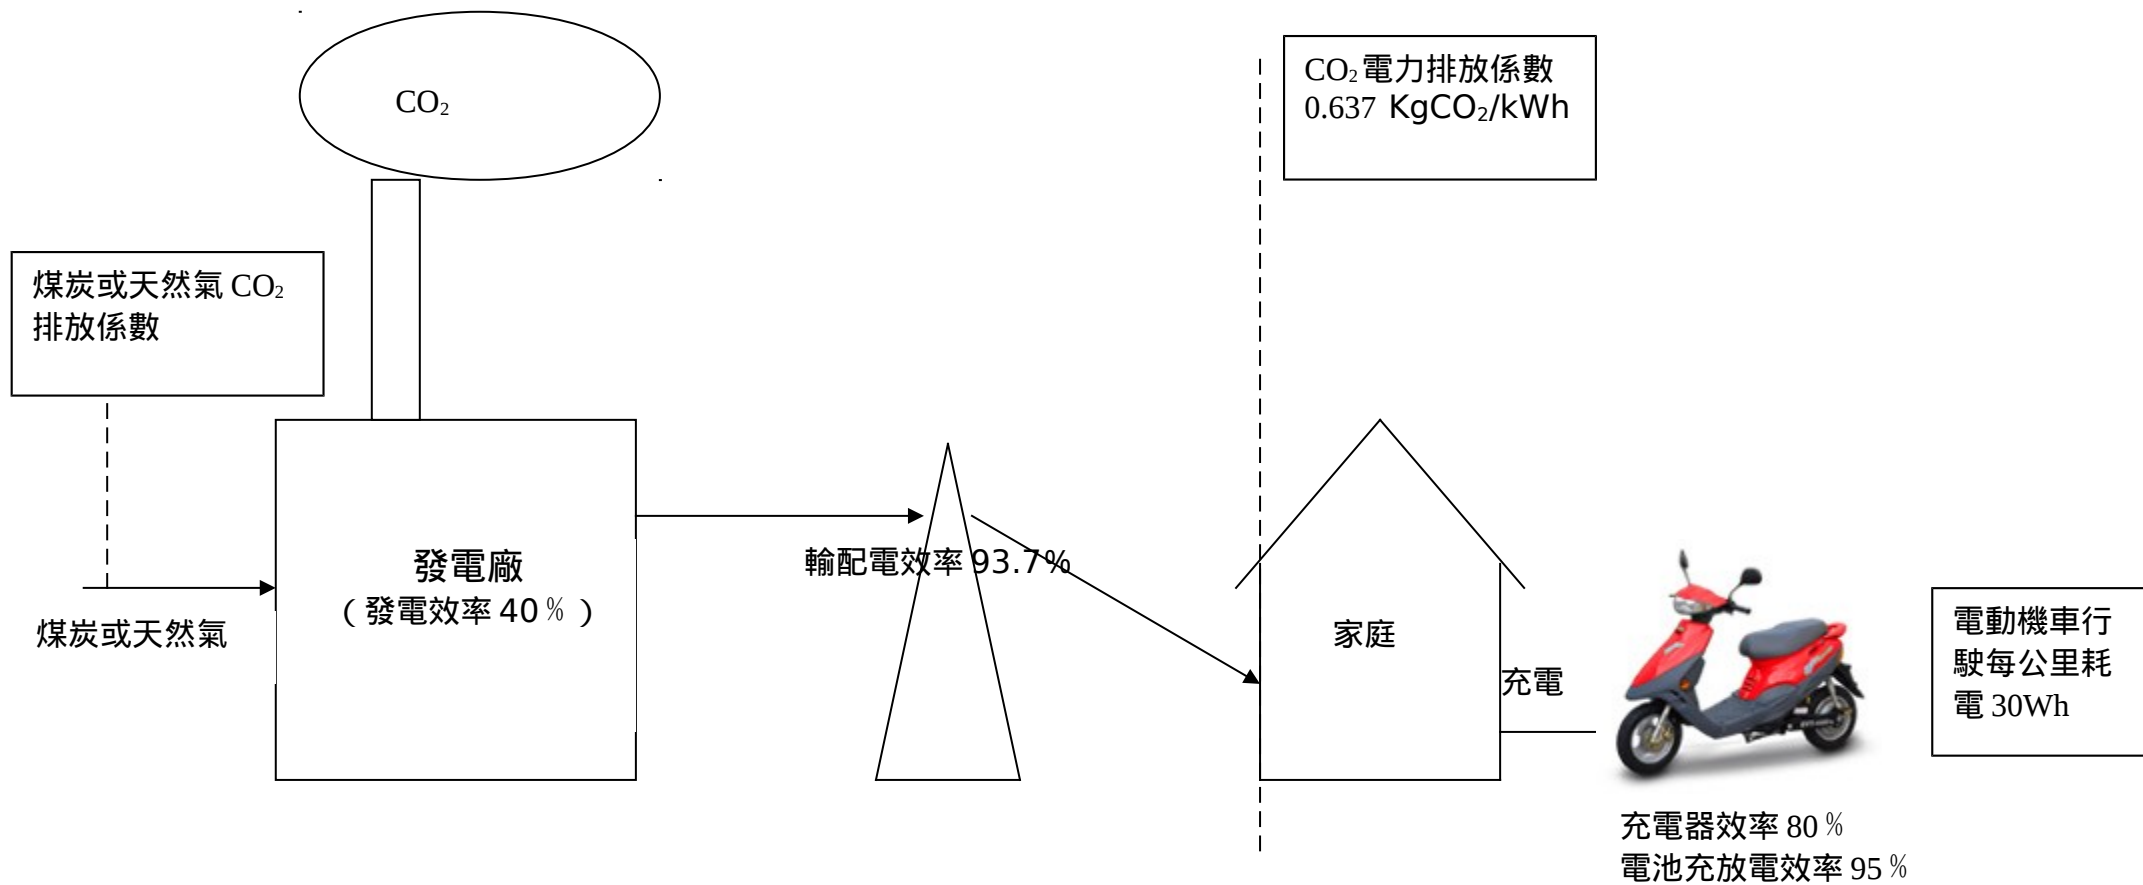 CO₂
CO₂電力排放係數
0.637 KgCO₂/kWh
煤炭或天然氣 CO₂
排放係數
發電廠
（發電效率 40％）
煤炭或天然氣
輸配電效率 93.7%
家庭
充電
電動機車行
駛每公里耗
電 30Wh
充電器效率 80％
電池充放電效率 95％